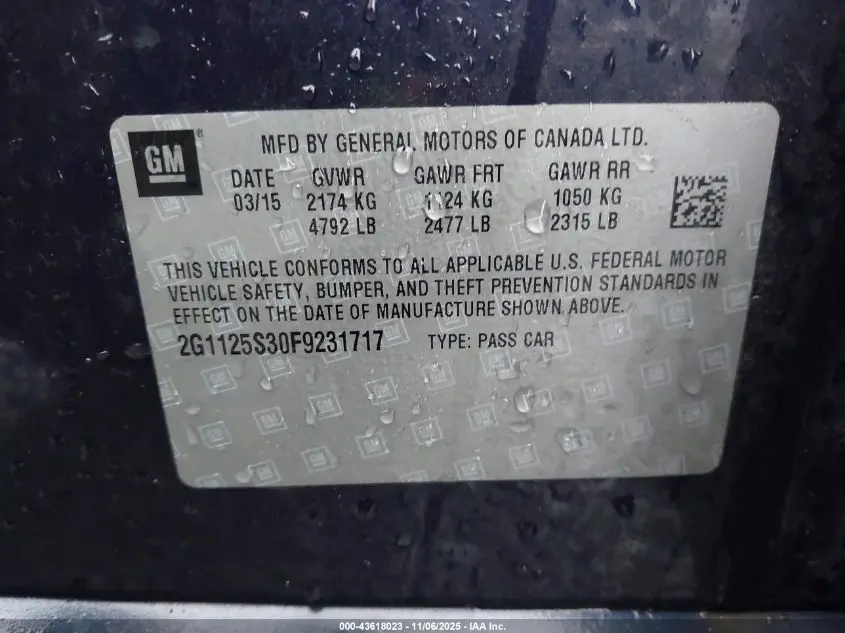 GM ®
MFD BY GENERAL MOTORS OF CANADA LTD.
DATE GVWR GAWR FRT GAWR RR
03/15 2174 KG 1124 KG 1050 KG
4792 LB 2477 LB 2315 LB
THIS VEHICLE CONFORMS TO ALL APPLICABLE U.S. FEDERAL MOTOR
VEHICLE SAFETY, BUMPER, AND THEFT PREVENTION STANDARDS IN
EFFECT ON THE DATE OF MANUFACTURE SHOWN ABOVE.
2G1125S30F9231717 TYPE: PASS CAR
000-43618023 - 11/06/2025 - IAA Inc.